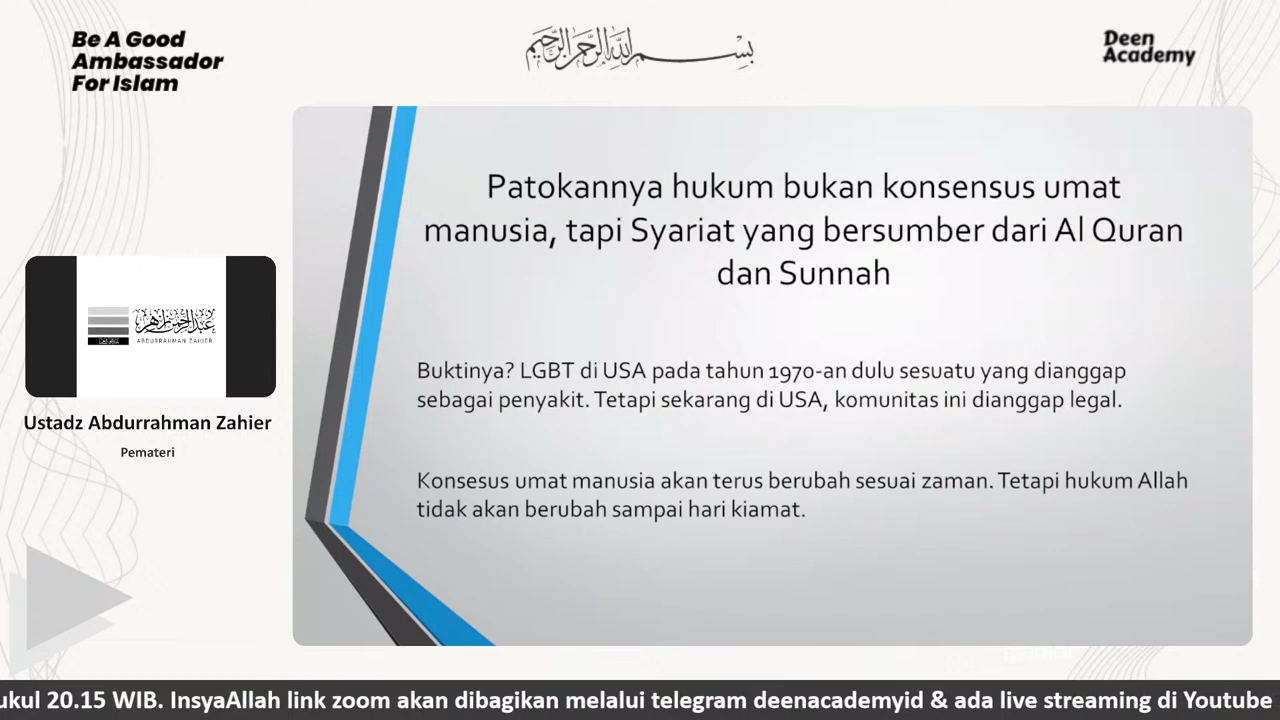 Be A Good
Ambassador
For Islam
بسم الله الرحمن الرحيم
Deen
Academy
Patokannya hukum bukan konsensus umat
manusia, tapi Syariat yang bersumber dari Al Quran
dan Sunnah
Buktinya? LGBT di USA pada tahun 1970-an dulu sesuatu yang dianggap
sebagai penyakit. Tetapi sekarang di USA, komunitas ini dianggap legal.
Konsesus umat manusia akan terus berubah sesuai zaman. Tetapi hukum Allah
tidak akan berubah sampai hari kiamat.
ABDURRAHMAN ZAHIER
Ustadz Abdurrahman Zahier
Pemateri
ukul 20.15 WIB. InsyaAllah link zoom akan dibagikan melalui telegram deenacademyid & ada live streaming di Youtube